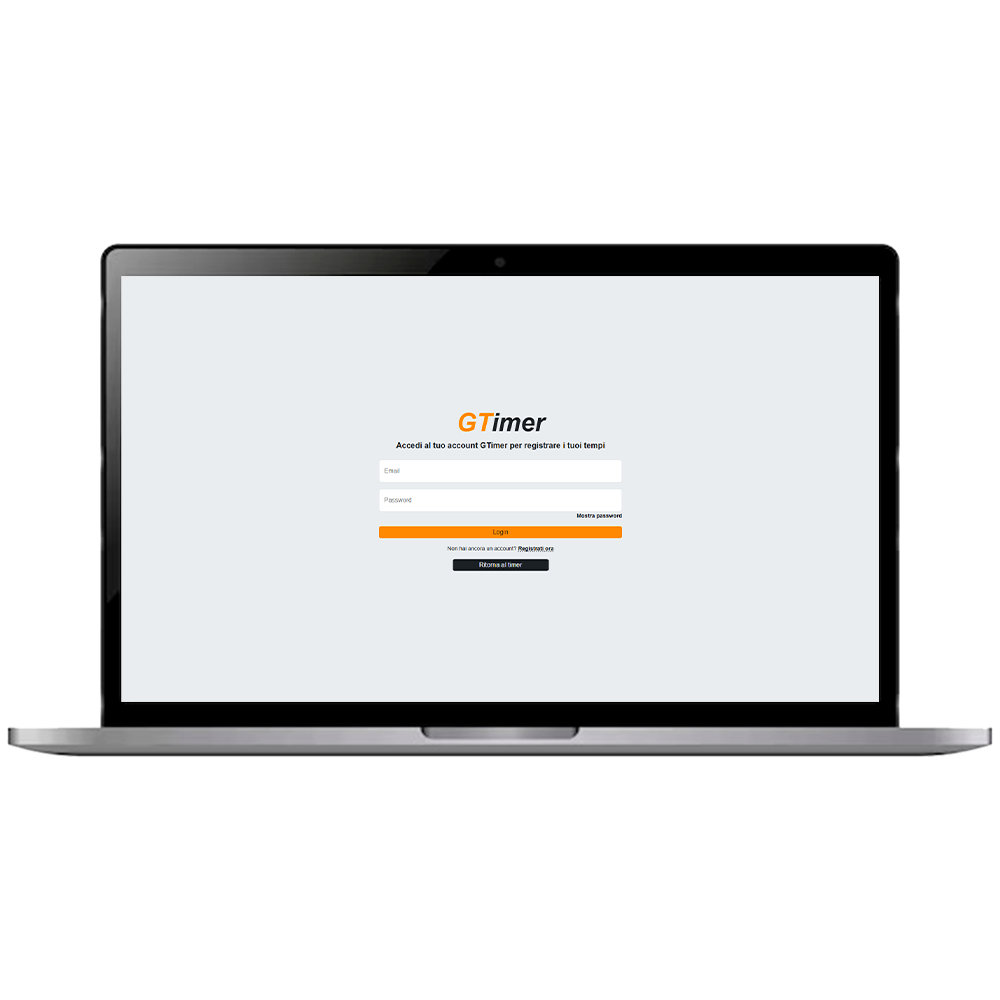 GTimer
Accedi al tuo account GTimer per registrare i tuoi tempi
Email
Password
Mostra password
Login
Non hai ancora un account? Registrati ora
Ritorna al timer